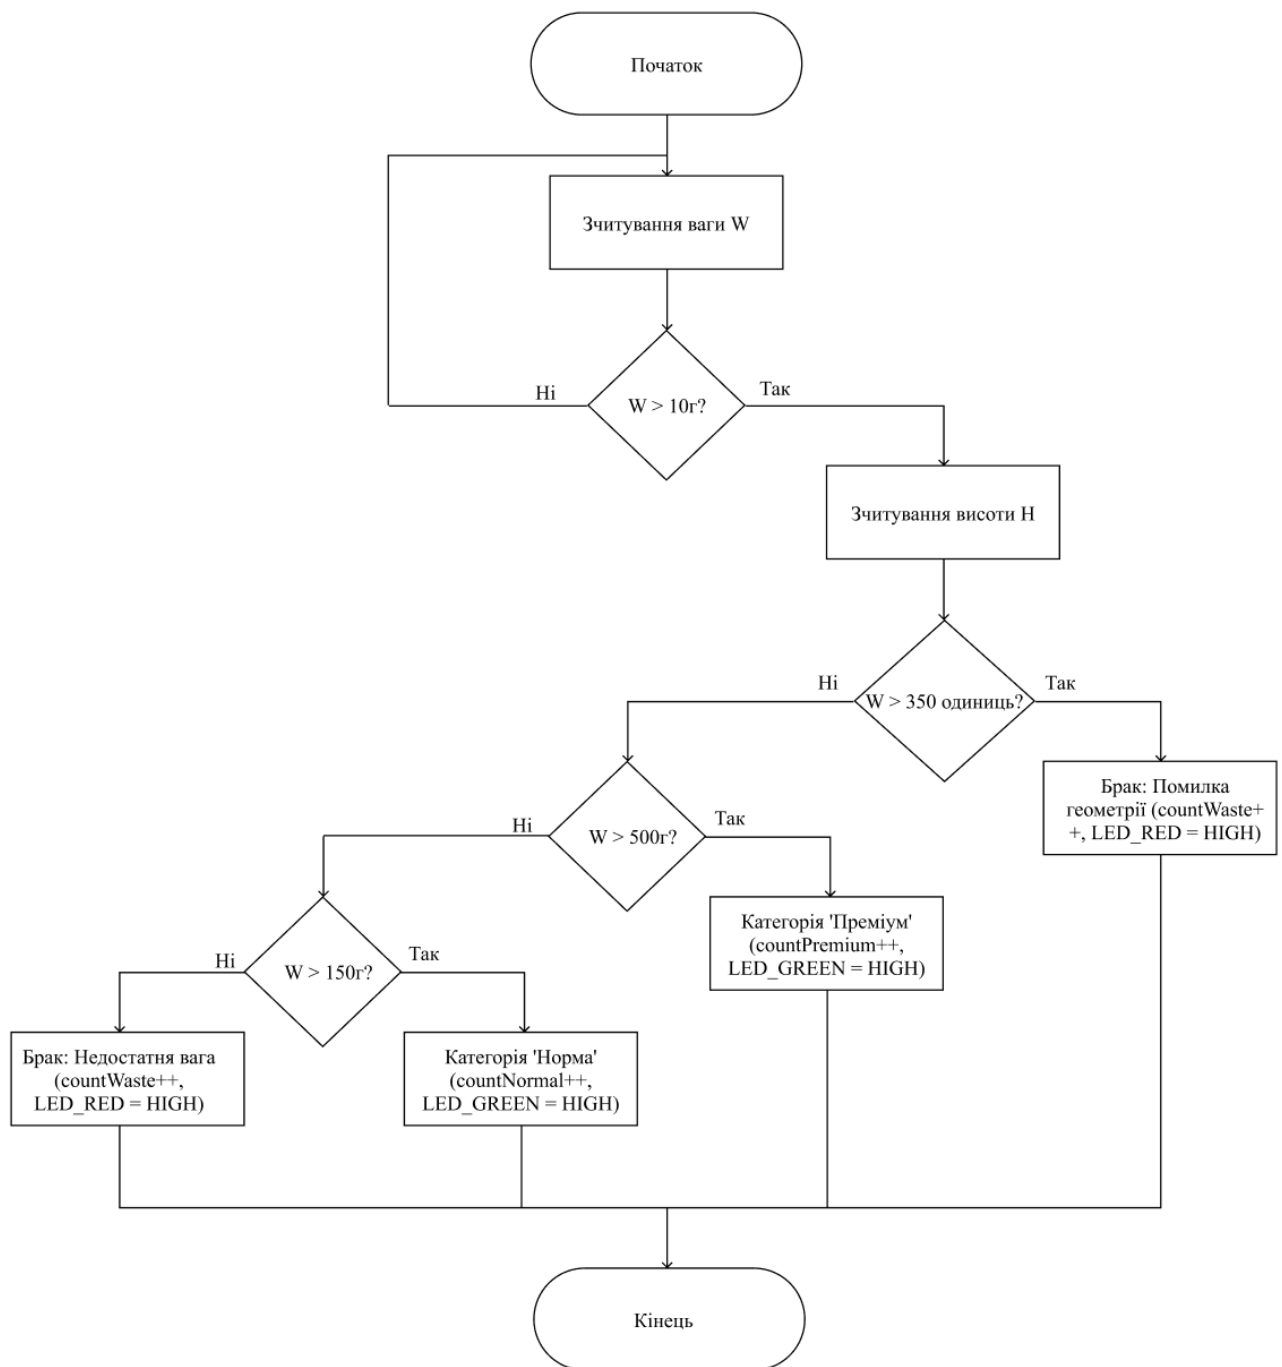 Початок
Зчитування ваги W
Ні
W > 10г?
Так
Зчитування висоти H
Ні
W > 350 одиниць?
Так
Брак: Помилка
геометрії (countWaste+
+, LED_RED = HIGH)
Ні
W > 500г?
Так
Категорія 'Преміум'
(countPremium++,
LED_GREEN = HIGH)
Ні
W > 150г?
Так
Брак: Недостатня вага
(countWaste++,
LED_RED = HIGH)
Категорія 'Норма'
(countNormal++,
LED_GREEN = HIGH)
Кінець